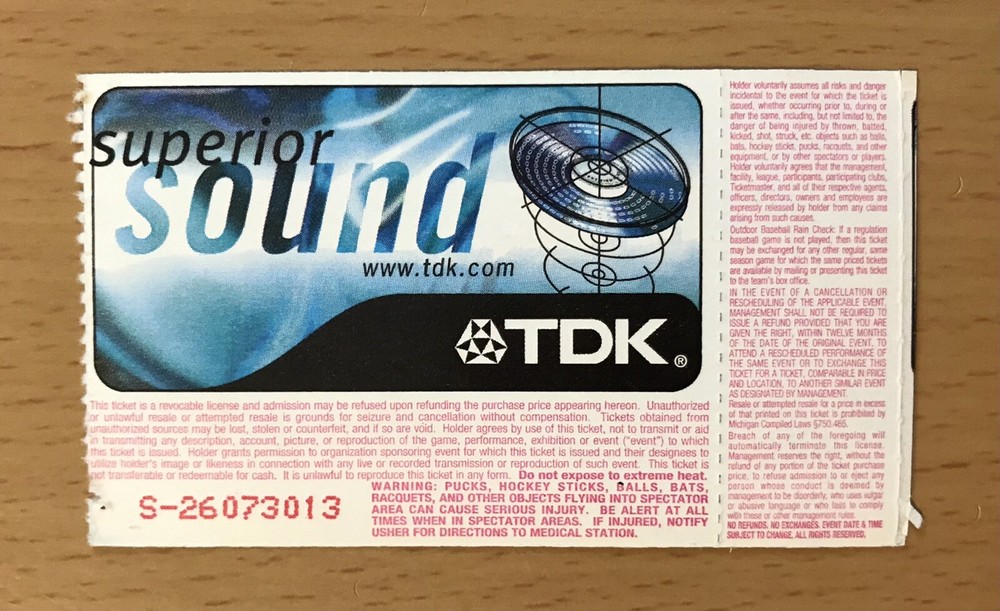 superior
sound
www.tdk.com
TDK®
This ticket is a revocable license and admission may be refused upon refunding the purchase price appearing hereon. Unauthorized
or unlawful resale or attempted resale is grounds for seizure and cancellation without compensation. Tickets obtained from
unauthorized sources may be lost, stolen or counterfeit, and if so are void. Holder agrees by use of this ticket, not to transmit or aid
in transmitting any description, account, picture, or reproduction of the game, performance, exhibition or event ("event") to which
this ticket is issued. Holder grants permission to organization sponsoring event for which this ticket is issued and their designees to
utilize holder's image or likeness in connection with any live or recorded transmission or reproduction of such event. This ticket is
not transferable or redeemable for cash. It is unlawful to reproduce this ticket in any form. Do not expose to extreme heat.
WARNING: PUCKS, HOCKEY STICKS, BALLS, BATS,
RACQUETS, AND OTHER OBJECTS FLYING INTO SPECTATOR
AREA CAN CAUSE SERIOUS INJURY. BE ALERT AT ALL
TIMES WHEN IN SPECTATOR AREAS. IF INJURED, NOTIFY
USHER FOR DIRECTIONS TO MEDICAL STATION.
S-26073013
Holder voluntarily assumes all risks and danger
incidental to the event for which the ticket is
issued, whether occurring prior to, during or
after the same, including, but not limited to, the
danger of being injured by thrown, batted,
kicked, shot, struck, etc. objects such as balls,
bats, hockey sticks, pucks, racquets, and other
equipment, or by other spectators or players.
Holder voluntarily agrees that the management,
facility, league, participants, participating clubs,
Ticketmaster, and all of their respective agents,
officers, directors, owners and employees are
expressly released by holder from any claims
arising from such causes.
Outdoor Baseball Rain Check: If a regulation
baseball game is not played, then this ticket
may be exchanged for any other regular, same
season game for which the same priced tickets
are available by mailing or presenting this ticket
to the team's box office.
IN THE EVENT OF A CANCELLATION OR
RESCHEDULING OF THE APPLICABLE EVENT,
MANAGEMENT SHALL NOT BE REQUIRED TO
ISSUE A REFUND PROVIDED THAT YOU ARE
GIVEN THE RIGHT, WITHIN TWELVE MONTHS
OF THE DATE OF THE ORIGINAL EVENT, TO
ATTEND A RESCHEDULED PERFORMANCE OF
THE SAME EVENT OR TO EXCHANGE THIS
TICKET FOR A TICKET, COMPARABLE IN PRICE
AND LOCATION, TO ANOTHER SIMILAR EVENT
AS DESIGNATED BY MANAGEMENT.
Resale or attempted resale for a price in excess
of that printed on this ticket is prohibited by
Michigan Compiled Laws §750.465.
Breach of any of the foregoing will
automatically terminate this license.
Management reserves the right, without the
refund of any portion of the ticket purchase
price, to refuse admission to or eject any
person whose conduct is deemed by
management to be disorderly, who uses vulgar
or abusive language or who fails to comply
with these or other management rules.
NO REFUNDS. NO EXCHANGES. EVENT DATE & TIME
SUBJECT TO CHANGE. ALL RIGHTS RESERVED.